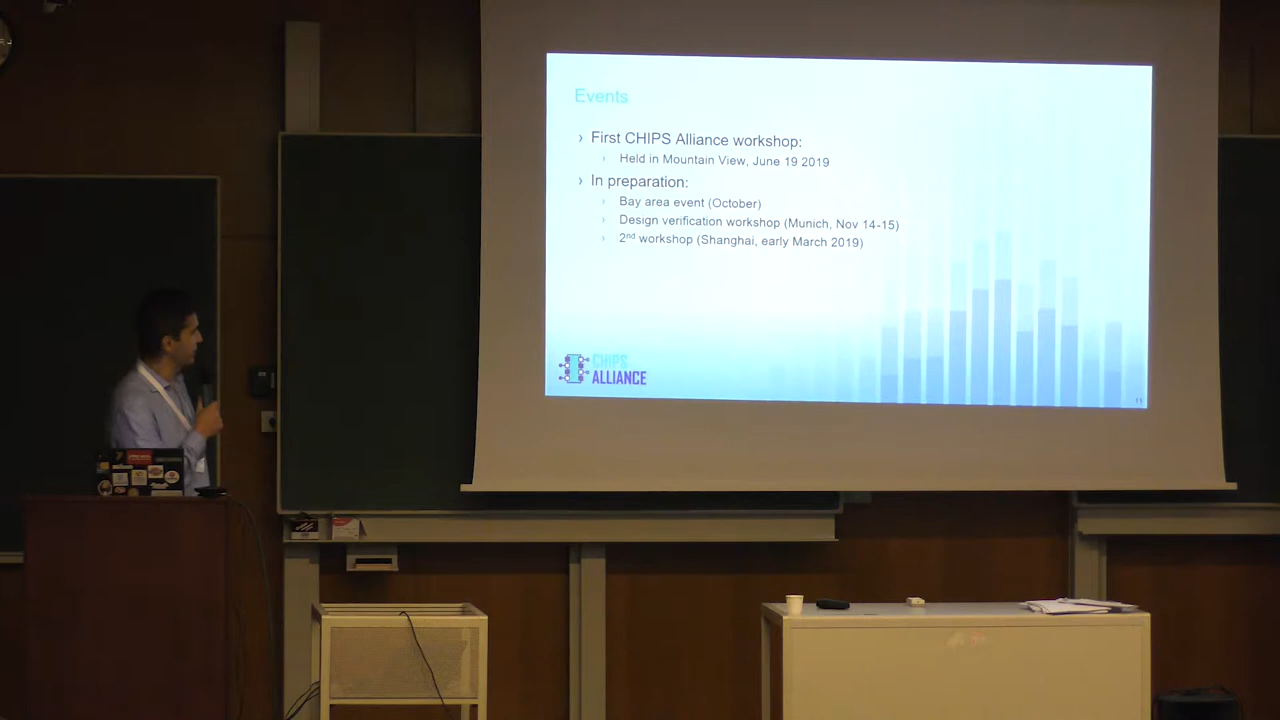 Events
› First CHIPS Alliance workshop:
› Held in Mountain View, June 19 2019
› In preparation:
› Bay area event (October)
› Design verification workshop (Munich, Nov 14-15)
› 2nd workshop (Shanghai, early March 2019)
CHIPS
ALLIANCE
11